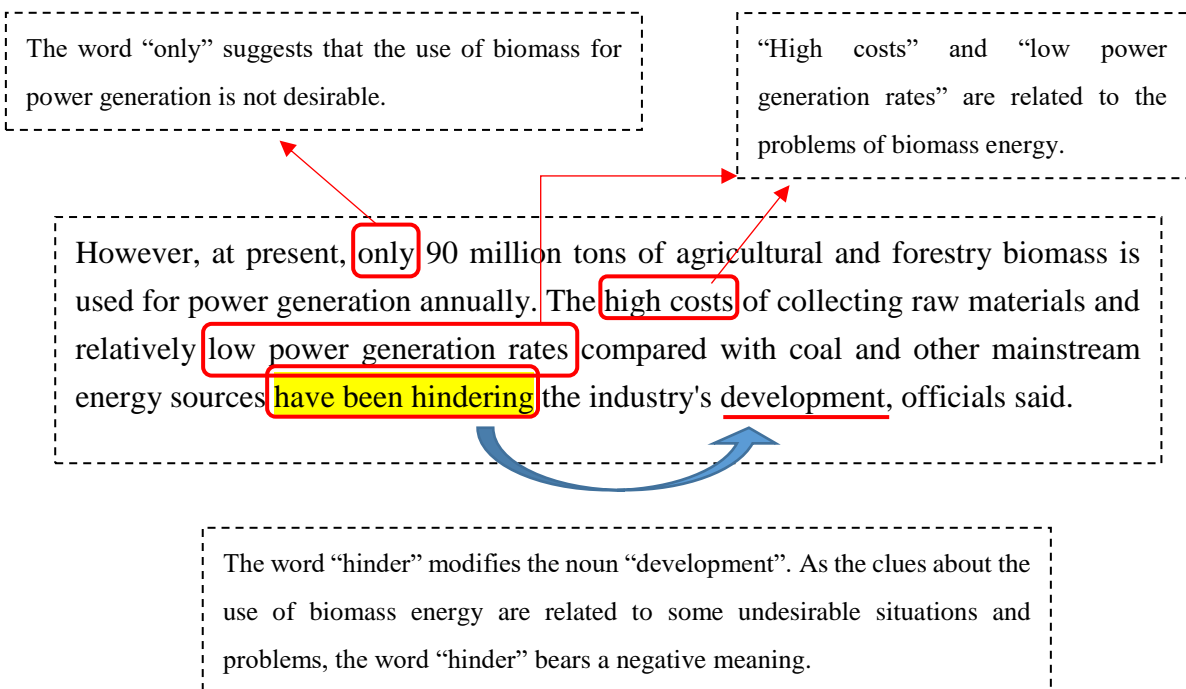 The word “only” suggests that the use of biomass for
power generation is not desirable.
“High costs” and “low power
generation rates” are related to the
problems of biomass energy.
However, at present, only 90 million tons of agricultural and forestry biomass is
used for power generation annually. The high costs of collecting raw materials and
relatively low power generation rates compared with coal and other mainstream
energy sources have been hindering the industry's development, officials said.
The word “hinder” modifies the noun “development”. As the clues about the
use of biomass energy are related to some undesirable situations and
problems, the word “hinder” bears a negative meaning.